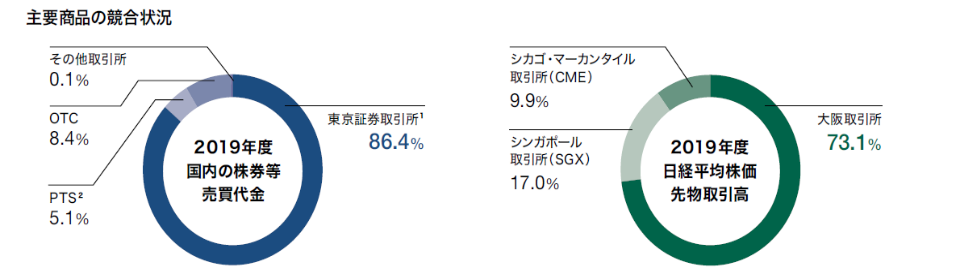 主要商品の競合状況
その他取引所
0.1%
OTC
8.4%
PTS²
5.1%
東京証券取引所¹
86.4%
2019年度
国内の株券等
売買代金
シカゴ・マーカンタイル
取引所（CME）
9.9%
シンガポール
取引所（SGX）
17.0%
大阪取引所
73.1%
2019年度
日経平均株価
先物取引高